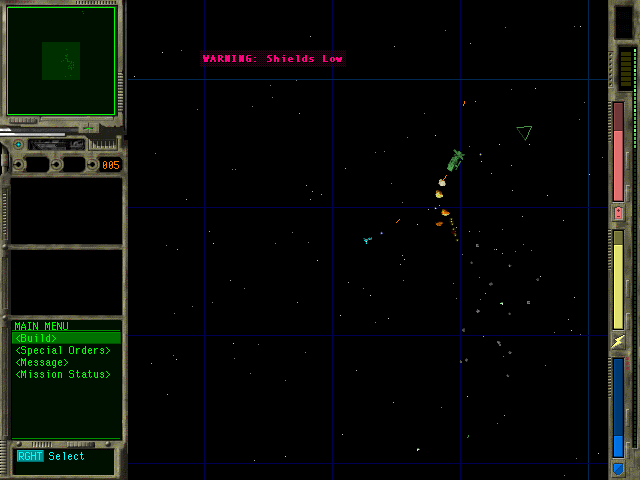 WARNING: Shields Low
005
MAIN MENU
<Build>
<Special Orders>
<Message>
<Mission Status>
RGHT Select